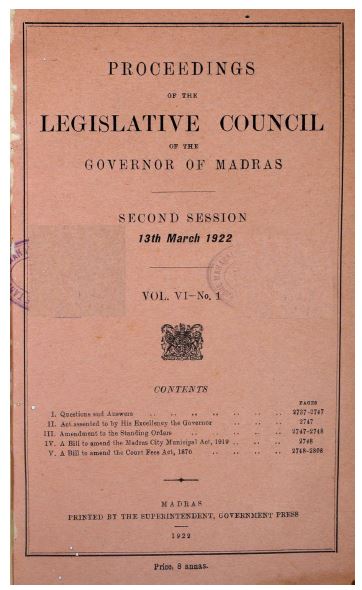 PROCEEDINGS
OF THE
LEGISLATIVE COUNCIL
OF THE
GOVERNOR OF MADRAS
SECOND SESSION
13th March 1922
VOL. VI—No. 1
CONTENTS
PAGES
I. Questions and Answers .. .. .. .. .. .. .. 2737-2747
II. Act assented to by His Excellency the Governor .. .. .. 2747
III. Amendment to the Standing Orders .. .. .. .. .. 2747-2748
IV. A Bill to amend the Madras City Municipal Act, 1919 .. .. .. 2748
V. A Bill to amend the Court Fees Act, 1870 .. .. .. .. 2748-2808
MADRAS
PRINTED BY THE SUPERINTENDENT, GOVERNMENT PRESS
1922
Price, 8 annas.